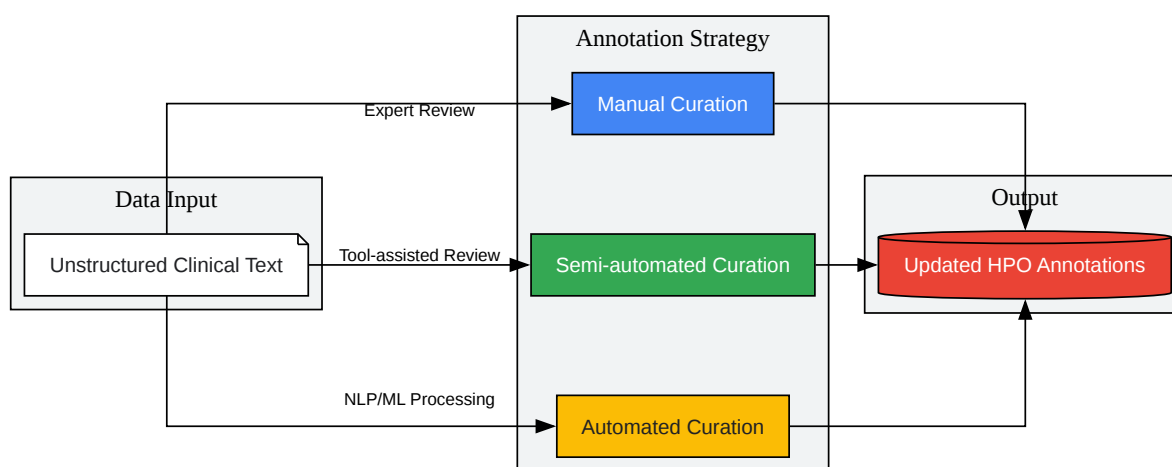 Annotation Strategy
Manual Curation
Expert Review
Data Input
Output
Unstructured Clinical Text
Tool-assisted Review
Semi-automated Curation
Updated HPO Annotations
NLP/ML Processing
Automated Curation